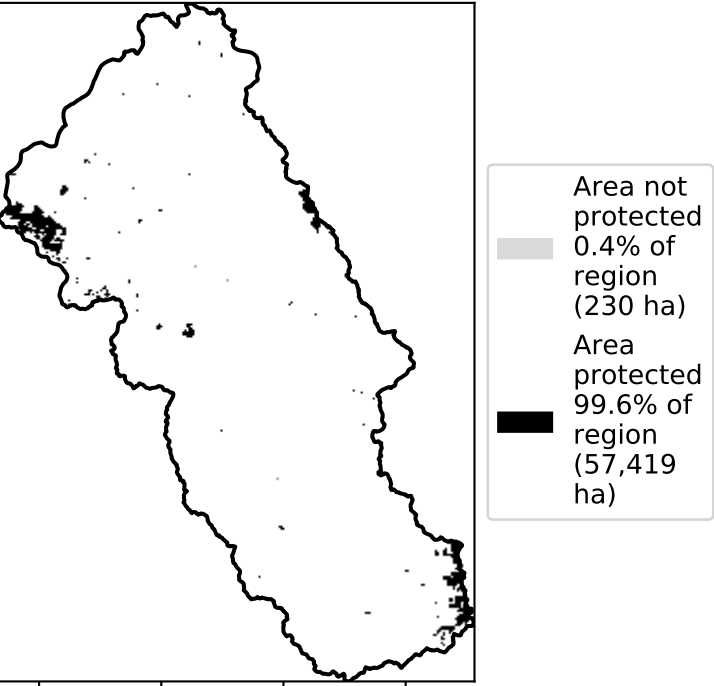 Area not
protected
0.4% of
region
(230 ha)
Area
protected
99.6% of
region
(57,419
ha)